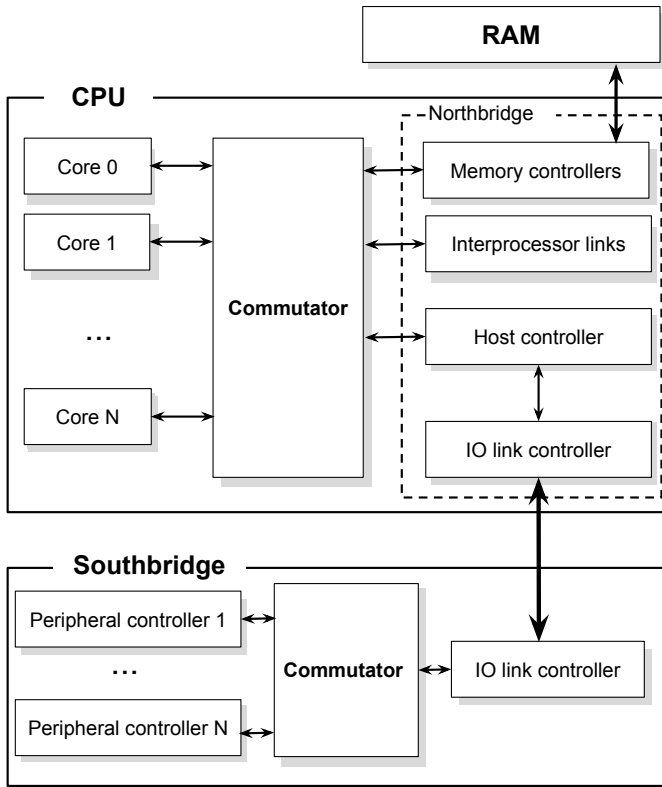 RAM
CPU
Northbridge
Core 0
Memory controllers
Core 1
Interprocessor links
Commutator
...
Host controller
Core N
IO link controller
Southbridge
Peripheral controller 1
...
Commutator
IO link controller
Peripheral controller N